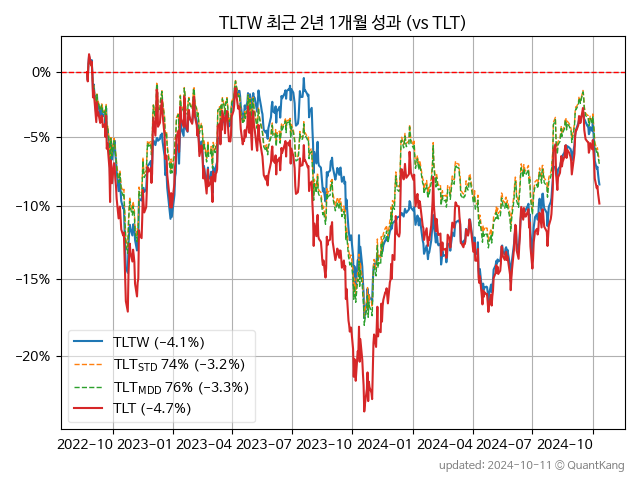 TLTW 최근 2년 1개월 성과 (vs TLT)
0%
−5%
−10%
−15%
−20%
TLTW (−4.1%)
TLT_STD 74% (−3.2%)
TLT_MDD 76% (−3.3%)
TLT (−4.7%)
2022-10 2023-01 2023-04 2023-07 2023-10 2024-01 2024-04 2024-07 2024-10
updated: 2024-10-11 © QuantKang